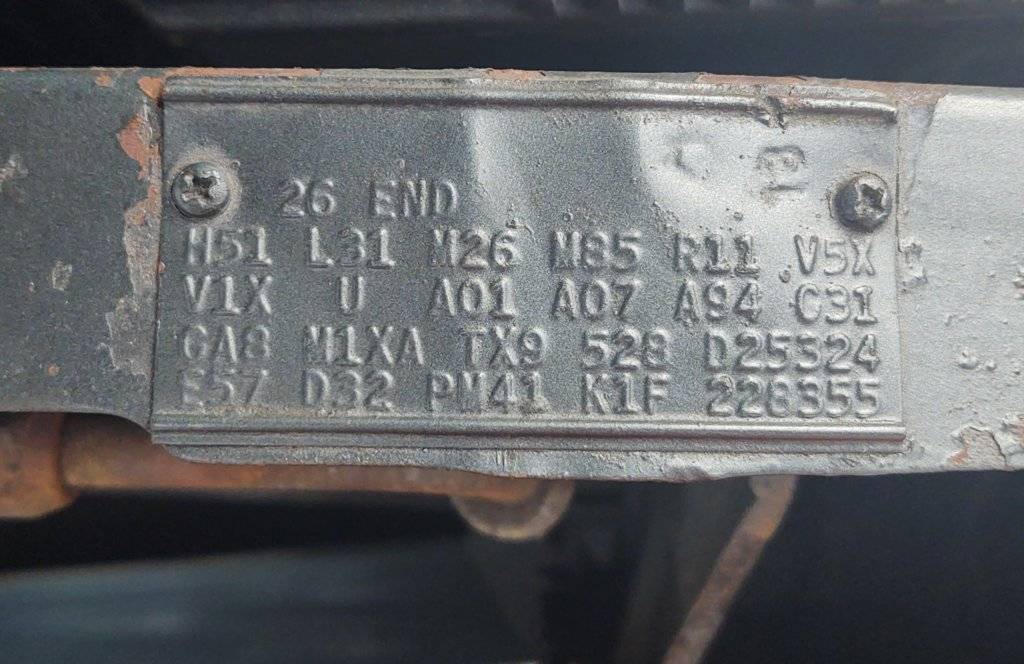 26 END
H51 L31 M26 M85 R11 V5X
V1X U A01 A07 A94 C31
GA8 M1XA TX9 528 D25324
E57 D32 PM41 K1F 228355